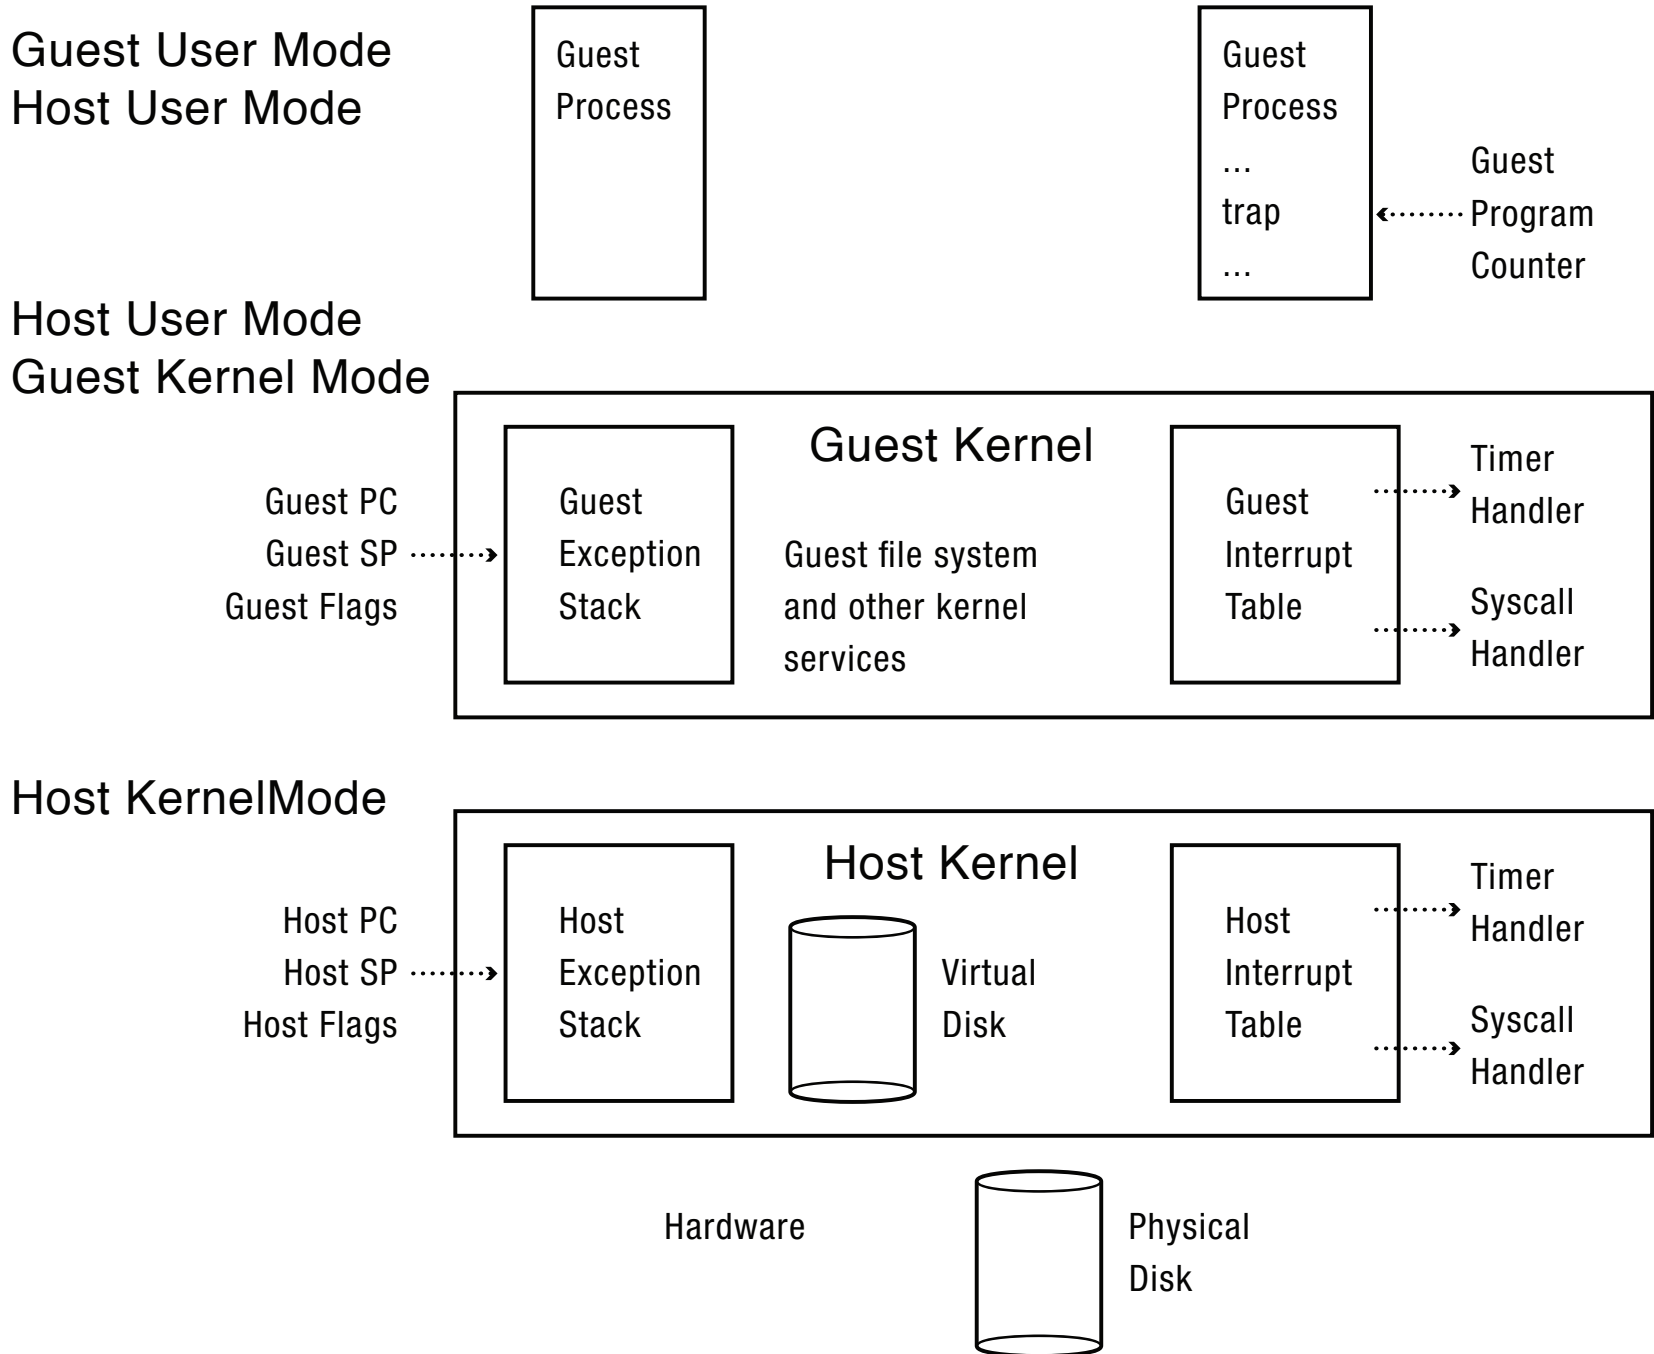 Guest User Mode
Host User Mode
Guest
Process
Guest
Process
...
trap
...
Guest
Program
Counter
Host User Mode
Guest Kernel Mode
Guest Kernel
Guest PC
Guest SP
Guest Flags
Guest
Exception
Stack
Guest file system
and other kernel
services
Guest
Interrupt
Table
Timer
Handler
Syscall
Handler
Host KernelMode
Host Kernel
Host PC
Host SP
Host Flags
Host
Exception
Stack
Virtual
Disk
Host
Interrupt
Table
Timer
Handler
Syscall
Handler
Hardware
Physical
Disk